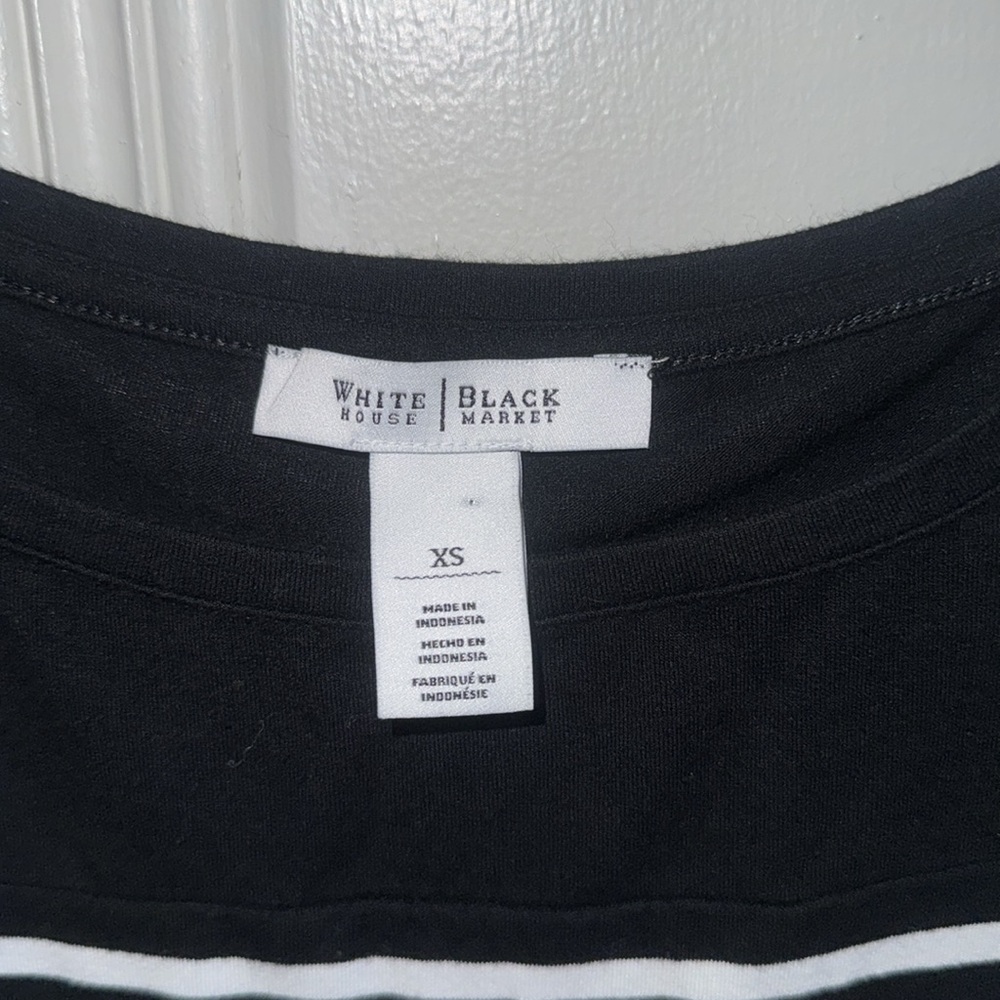 WHITE | BLACK
HOUSE | MARKET
XS
MADE IN
INDONESIA
HECHO EN
INDONESIA
FABRIQUÉ EN
INDONÉSIE